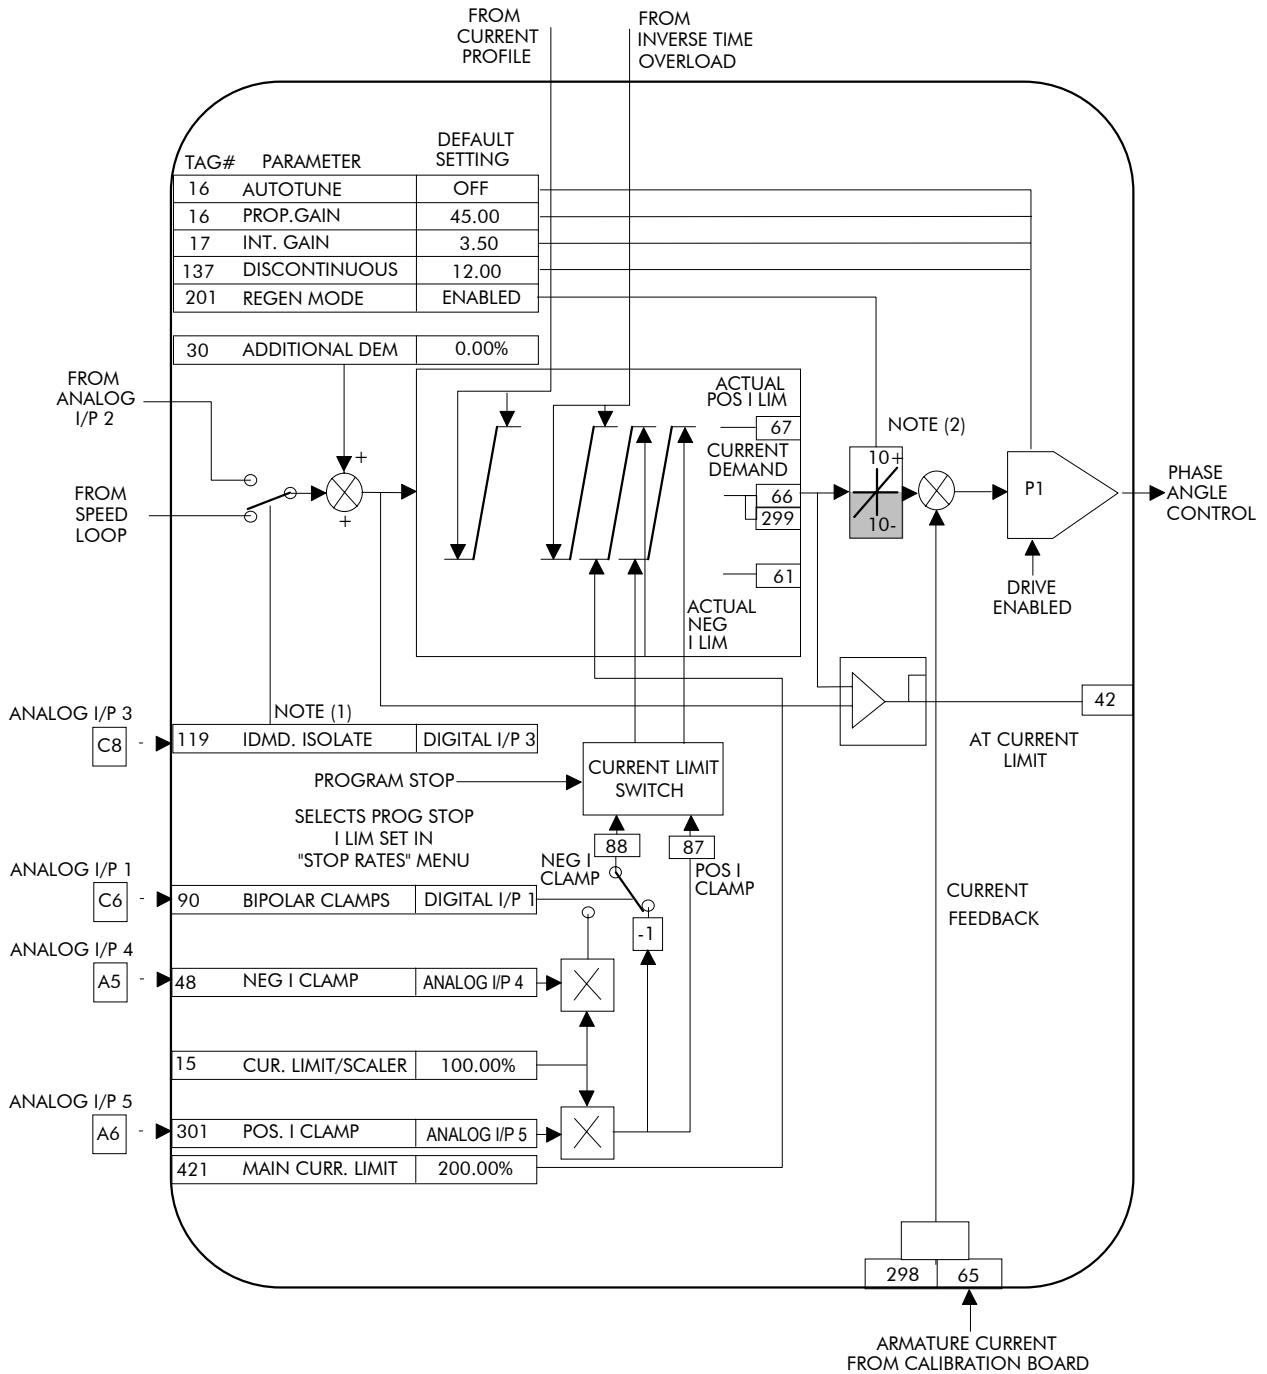 FROM
CURRENT
PROFILE
FROM
INVERSE TIME
OVERLOAD
DEFAULT
SETTING
TAG# PARAMETER
16 AUTOTUNE OFF
16 PROP.GAIN 45.00
17 INT. GAIN 3.50
137 DISCONTINUOUS 12.00
201 REGEN MODE ENABLED
30 ADDITIONAL DEM 0.00%
FROM
ANALOG
I/P 2
FROM
SPEED
LOOP
+
+
ACTUAL
POS I LIM
67
CURRENT
DEMAND
66
299
61
ACTUAL
NEG
I LIM
NOTE (2)
10+
10-
P1
PHASE
ANGLE
CONTROL
DRIVE
ENABLED
42
AT CURRENT
LIMIT
NOTE (1)
ANALOG I/P 3
C8 - 119 IDMD. ISOLATE DIGITAL I/P 3
PROGRAM STOP
CURRENT LIMIT
SWITCH
SELECTS PROG STOP
I LIM SET IN
"STOP RATES" MENU
88
87
NEG I
CLAMP
POS I
CLAMP
ANALOG I/P 1
C6 - 90 BIPOLAR CLAMPS DIGITAL I/P 1
-1
CURRENT
FEEDBACK
ANALOG I/P 4
A5 - 48 NEG I CLAMP ANALOG I/P 4
15 CUR. LIMIT/SCALER 100.00%
ANALOG I/P 5
A6 - 301 POS. I CLAMP ANALOG I/P 5
421 MAIN CURR. LIMIT 200.00%
298 65
ARMATURE CURRENT
FROM CALIBRATION BOARD